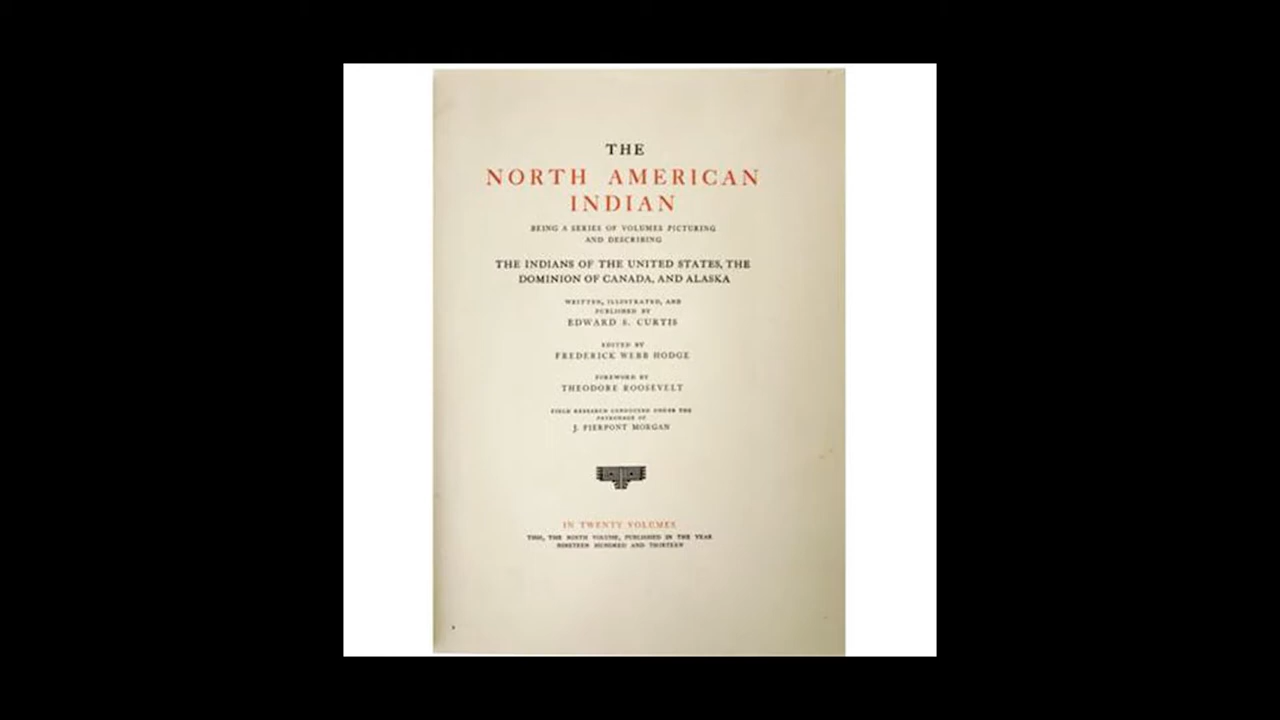 THE
NORTH AMERICAN
INDIAN
BEING A SERIES OF VOLUMES PICTURING
AND DESCRIBING
THE INDIANS OF THE UNITED STATES, THE
DOMINION OF CANADA, AND ALASKA
WRITTEN, ILLUSTRATED, AND
PUBLISHED BY
EDWARD S. CURTIS
EDITED BY
FREDERICK WEBB HODGE
FOREWORD BY
THEODORE ROOSEVELT
FIELD RESEARCH CONDUCTED UNDER THE
PATRONAGE OF
J. PIERPONT MORGAN
IN TWENTY VOLUMES
THIS, THE NINTH VOLUME, PUBLISHED IN THE YEAR
NINETEEN HUNDRED AND THIRTEEN